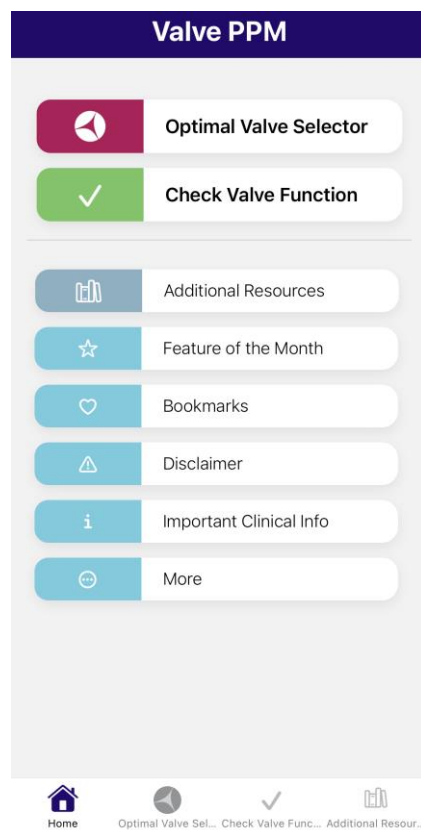 Valve PPM
Optimal Valve Selector
Check Valve Function
Additional Resources
Feature of the Month
Bookmarks
Disclaimer
i Important Clinical Info
More
Home Optimal Valve Sel... Check Valve Func... Additional Resour...